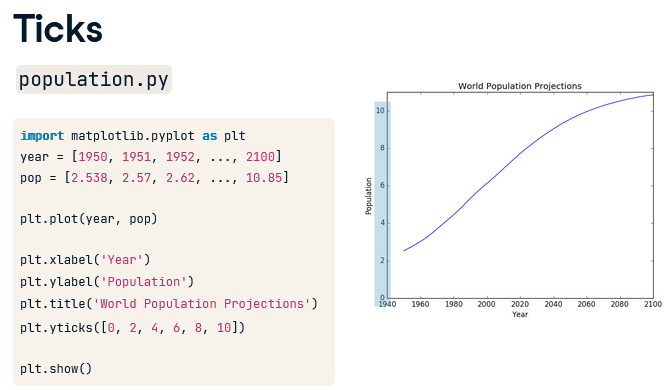 Ticks
population.py
import matplotlib.pyplot as plt
year = [1950, 1951, 1952, ..., 2100]
pop = [2.538, 2.57, 2.62, ..., 10.85]
plt.plot(year, pop)
plt.xlabel('Year')
plt.ylabel('Population')
plt.title('World Population Projections')
plt.yticks([0, 2, 4, 6, 8, 10])
plt.show()
World Population Projections
Population
10
8
6
4
2
0
1940 1960 1980 2000 2020 2040 2060 2080 2100
Year